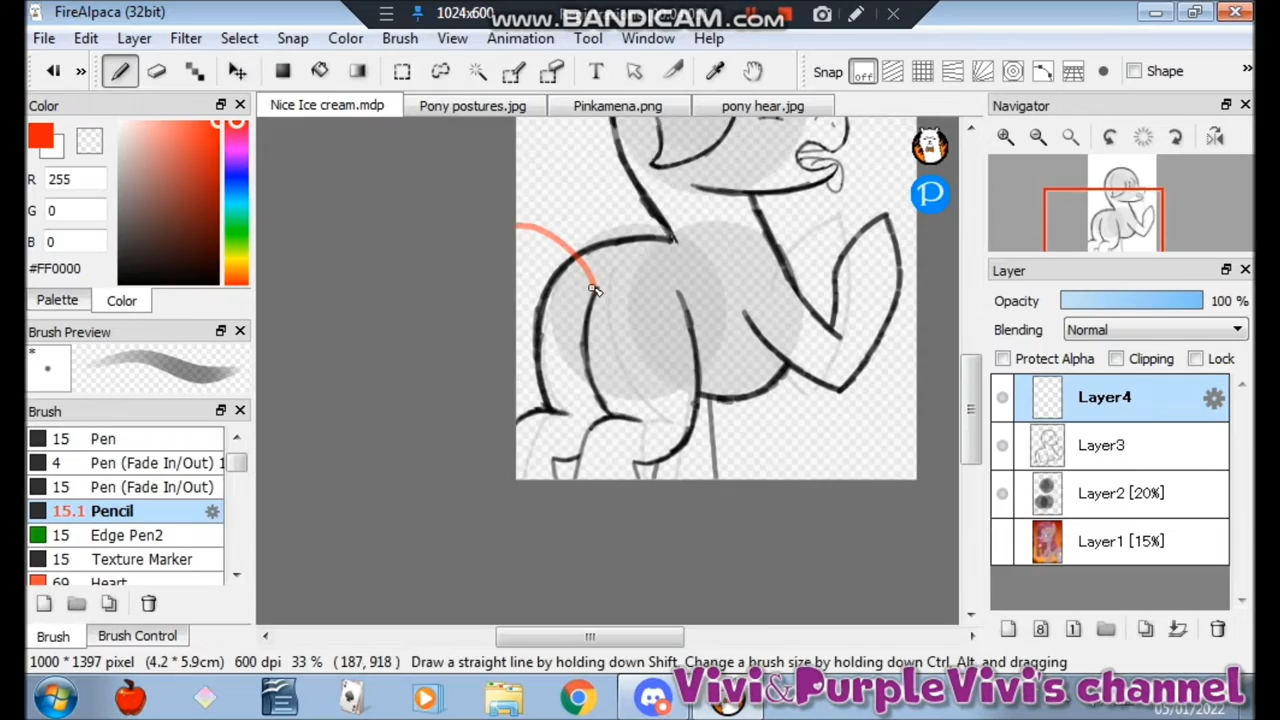 FireAlpaca (32bit)
1024x600
WWW.BANDICAM.COM
File Edit Layer Filter Select Snap Color Brush View Animation Tool Window Help
Snap off Shape
Color
Nice Ice cream.mdp Pony postures.jpg Pinkamena.png pony hear.jpg
Navigator
R 255
G 0
B 0
#FF0000
Palette Color
Brush Preview
*
Brush
15 Pen
4 Pen (Fade In/Out) 1
15 Pen (Fade In/Out)
15.1 Pencil
15 Edge Pen2
15 Texture Marker
69 Heart
Brush Brush Control
Layer
Opacity 100 %
Blending Normal
Protect Alpha Clipping Lock
Layer4
Layer3
Layer2 [20%]
Layer1 [15%]
8 1
P
1000 * 1397 pixel (4.2 * 5.9cm) 600 dpi 33 % (187, 918) Draw a straight line by holding down Shift, Change a brush size by holding down Ctrl, Alt, and dragging
Vivi&PurpleVivi's channel
05/01/2022